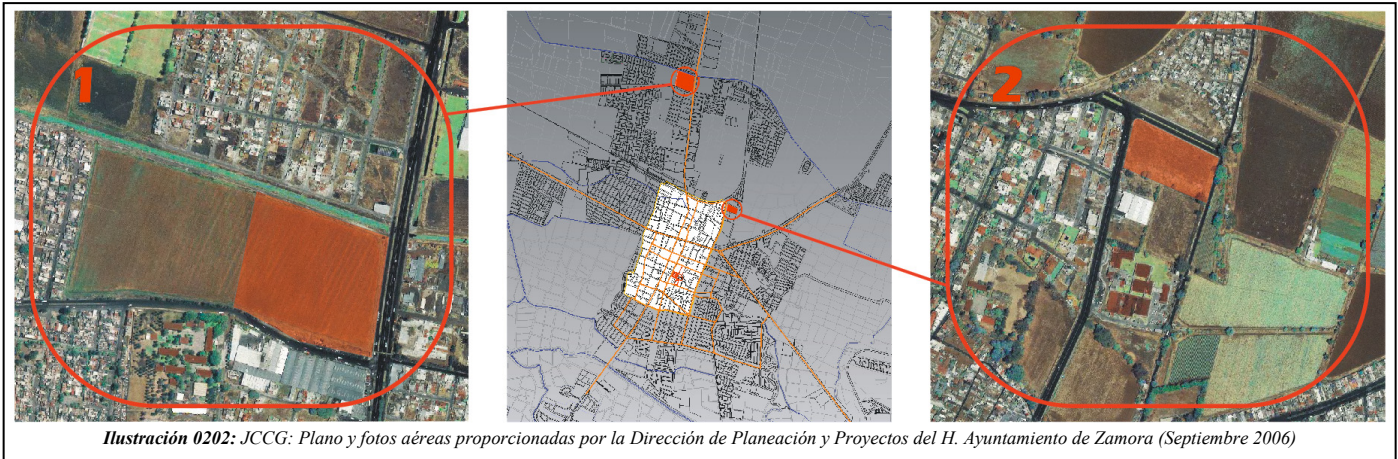 1
2
Ilustración 0202: JCCG: Plano y fotos aéreas proporcionadas por la Dirección de Planeación y Proyectos del H. Ayuntamiento de Zamora (Septiembre 2006)